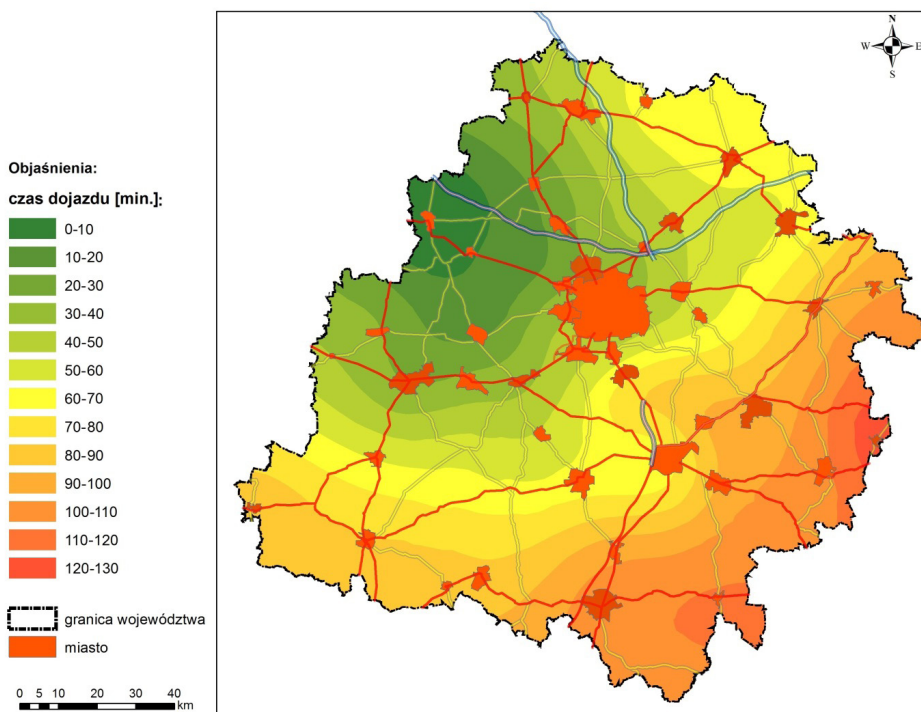 Objaśnienia:
czas dojazdu [min.]:
0-10
10-20
20-30
30-40
40-50
50-60
60-70
70-80
80-90
90-100
100-110
110-120
120-130
granica województwa
miasto
0 5 10 20 30 40
km
N
W E
S